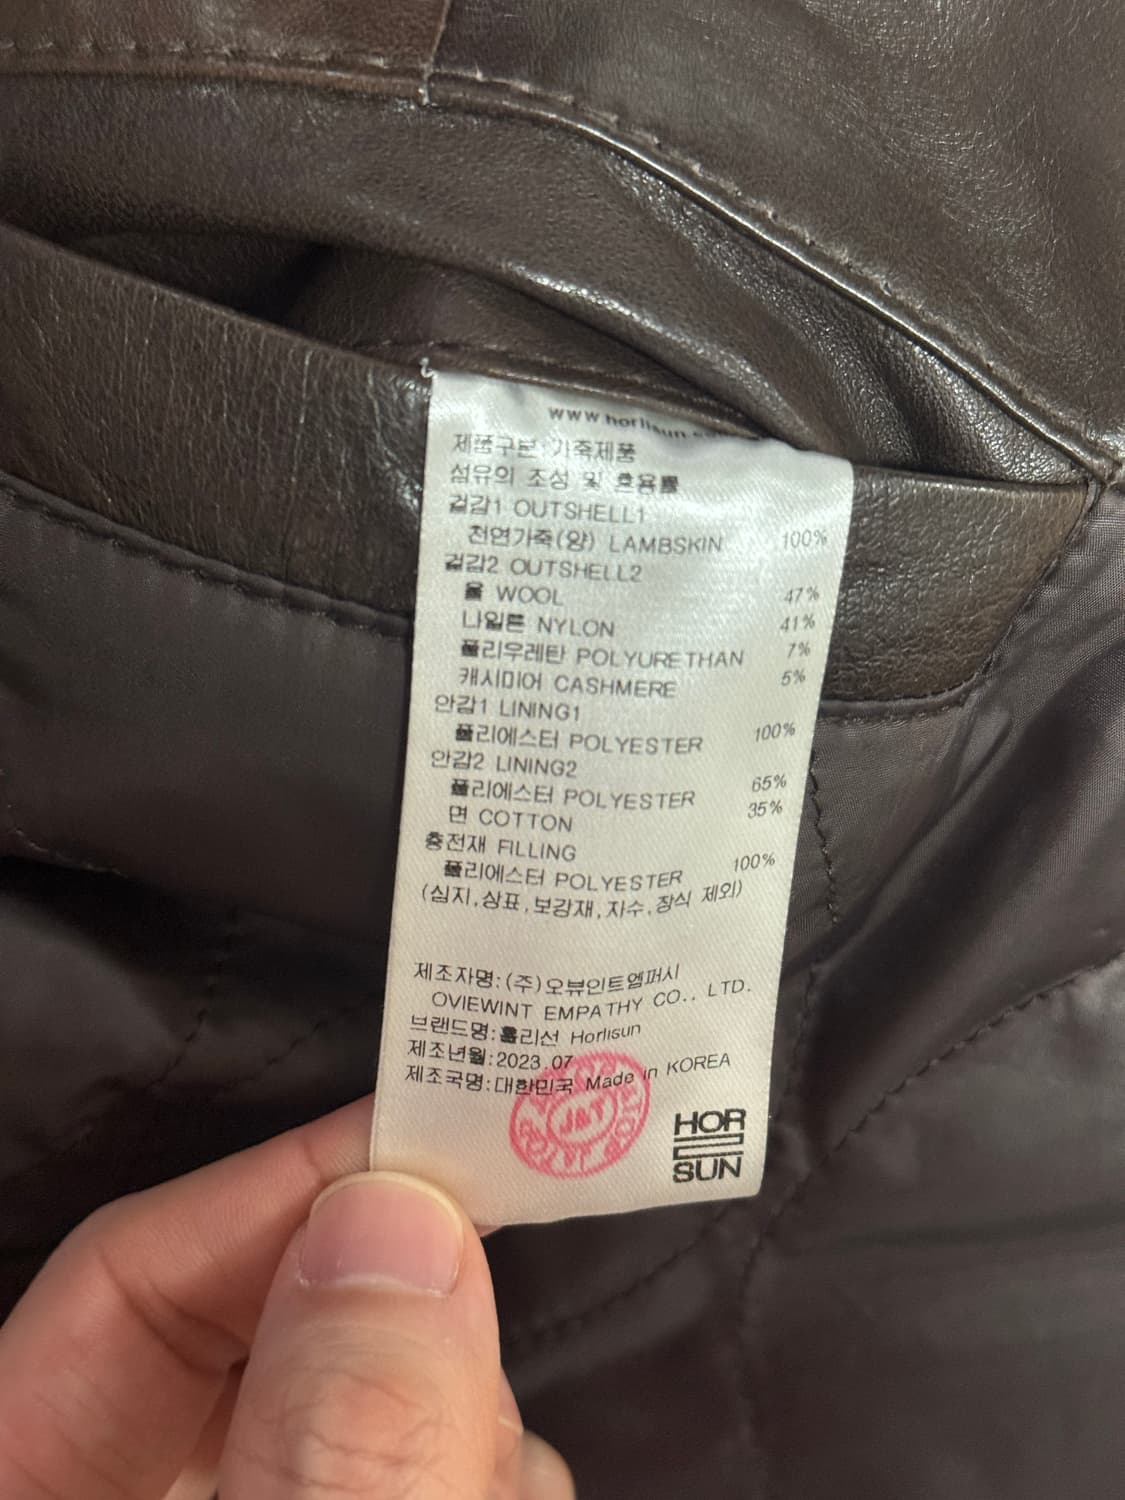 www.horlisun.
제품구분 가죽제품
섬유의 조성 및 혼용률
겉감1 OUTSHELL1
천연가죽(양) LAMBSKIN 100%
겉감2 OUTSHELL2
울 WOOL 47%
나일론 NYLON 41%
폴리우레탄 POLYURETHAN 7%
캐시미어 CASHMERE 5%
안감1 LINING1
폴리에스터 POLYESTER 100%
안감2 LINING2
폴리에스터 POLYESTER 65%
면 COTTON 35%
충전재 FILLING
폴리에스터 POLYESTER 100%
(심지,상표,보강재,자수,장식 제외)
제조자명:(주)오뷰인트엠퍼시
OVIEWINT EMPATHY CO., LTD.
브랜드명:홀리선 Horlisun
제조년월:2023.07
제조국명:대한민국 Made in KOREA
J&T
HOR
SUN